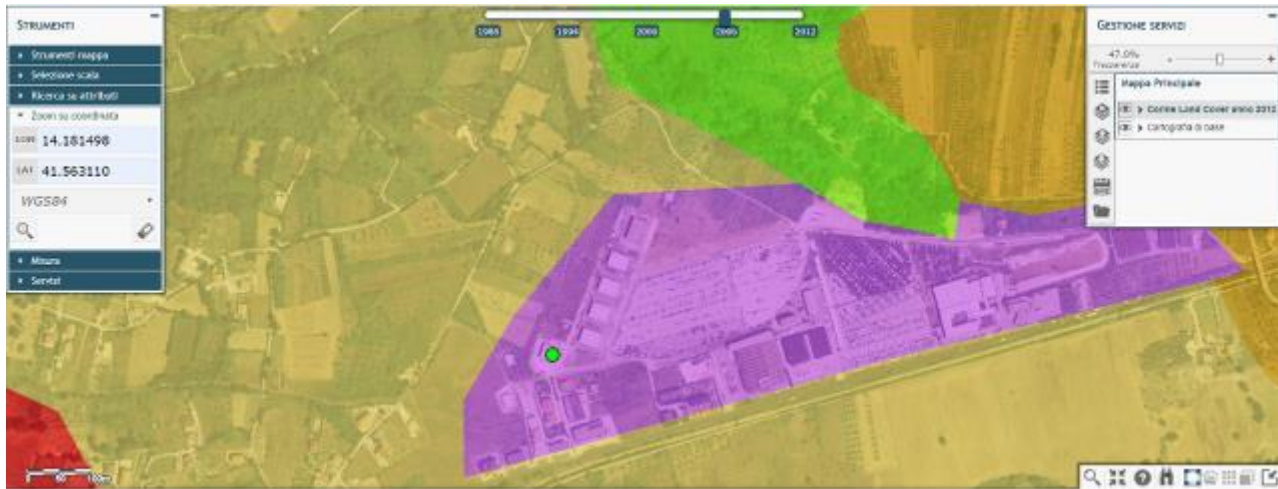 STRUMENTI
Strumenti mappa
Selezione scala
Ricerca su attributi
Zoom su coordinata
LON 14.181498
LAT 41.563110
WGS84
Misura
Servizi
1988
1994
2000
2006
2012
GESTIONE SERVIZI
47.0%
Trasparenza
- +
Mappa Principale
Corine Land Cover anno 2012
Cartografia di base
0 50 100m